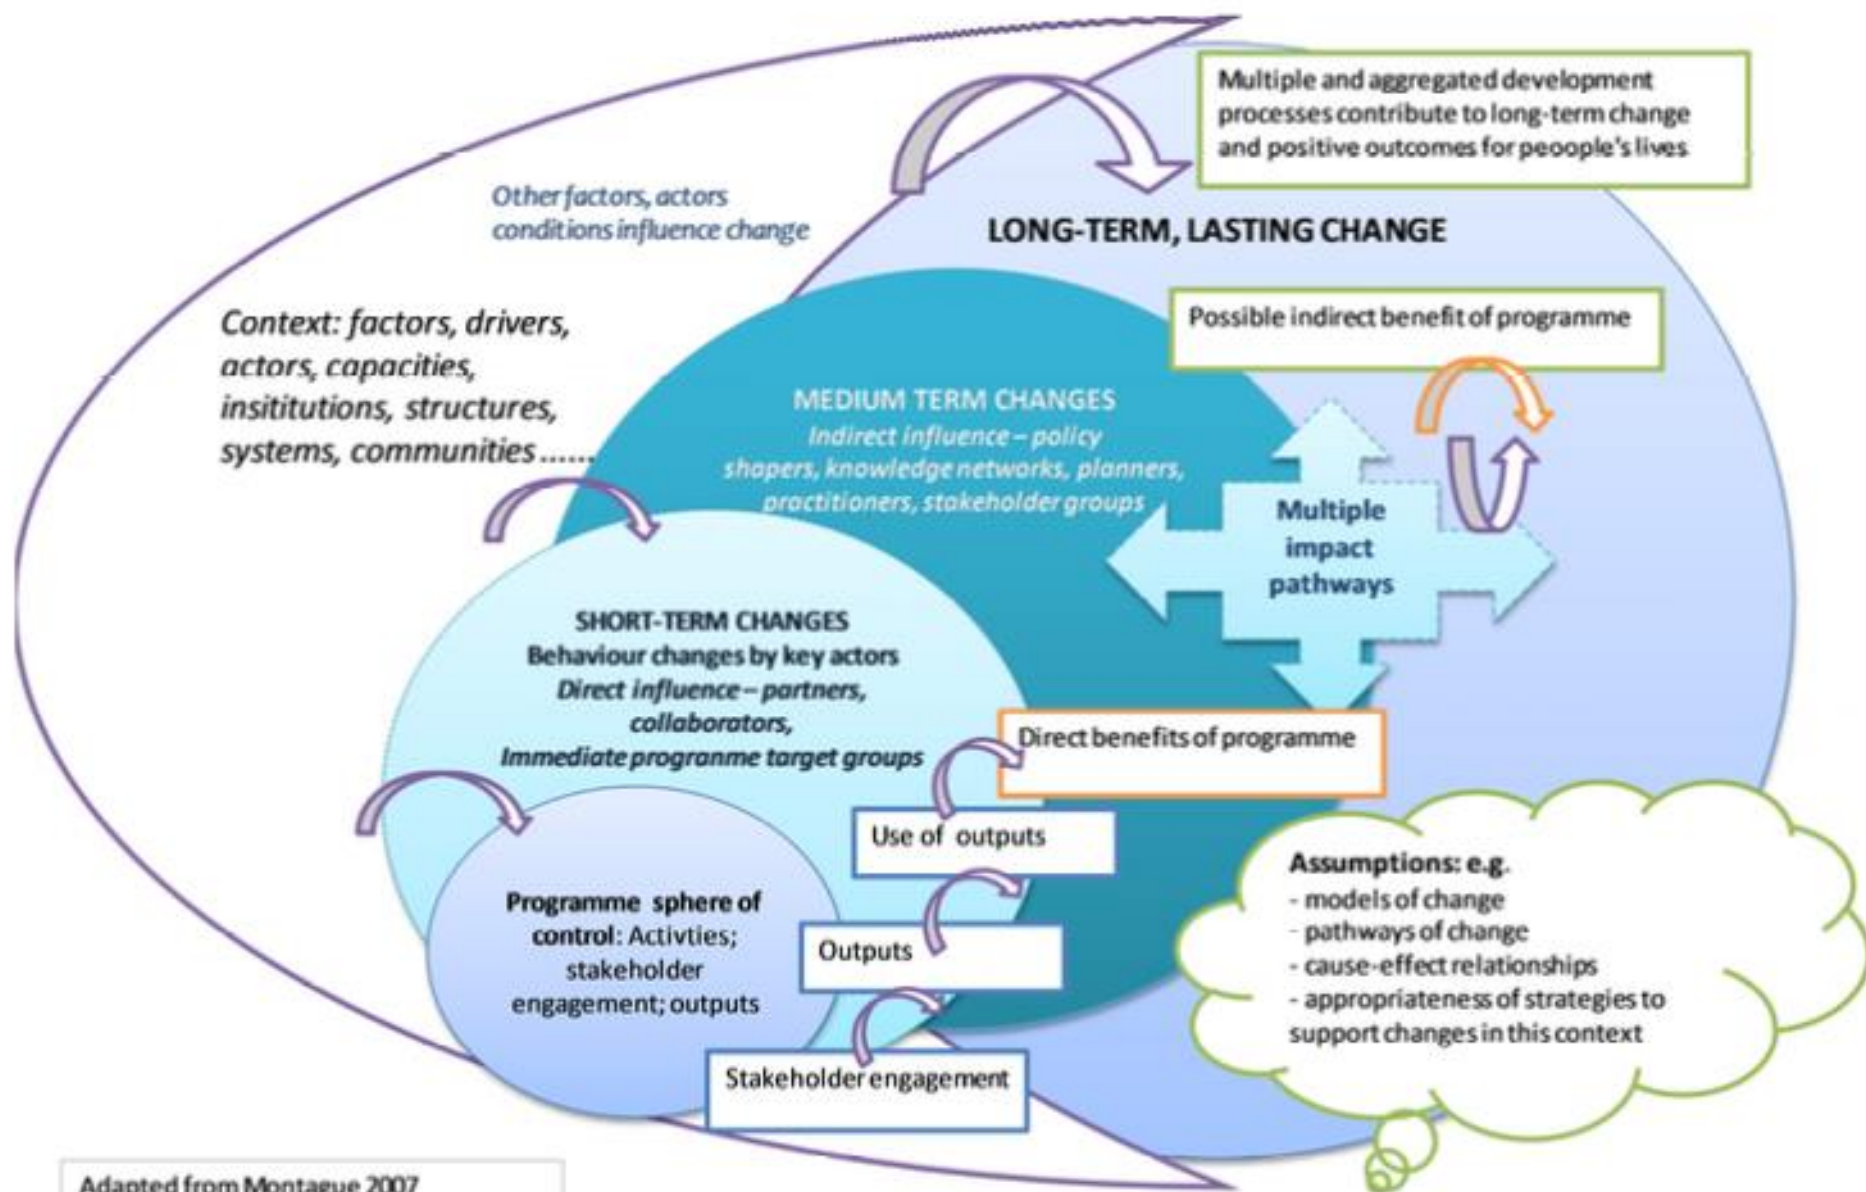 Multiple and aggregated development
processes contribute to long-term change
and positive outcomes for peoople's lives
Other factors, actors
conditions influence change
LONG-TERM, LASTING CHANGE
Context: factors, drivers,
actors, capacities,
insititutions, structures,
systems, communities ......
Possible indirect benefit of programme
MEDIUM TERM CHANGES
Indirect influence – policy
shapers, knowledge networks, planners,
practitioners, stakeholder groups
Multiple
impact
pathways
SHORT-TERM CHANGES
Behaviour changes by key actors
Direct influence – partners,
collaborators,
Immediate programme target groups
Direct benefits of programme
Use of outputs
Assumptions: e.g.
- models of change
- pathways of change
- cause-effect relationships
- appropriateness of strategies to
support changes in this context
Programme sphere of
control: Activties;
stakeholder
engagement; outputs
Outputs
Stakeholder engagement
Adapted from Montague 2007